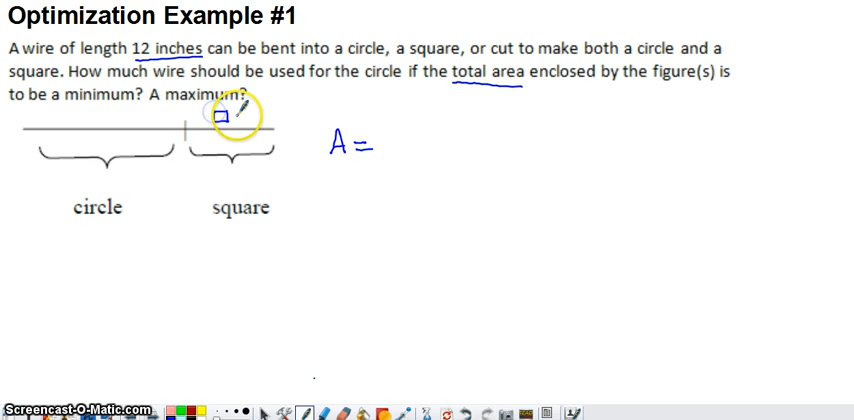 Optimization Example #1
A wire of length 12 inches can be bent into a circle, a square, or cut to make both a circle and a
square. How much wire should be used for the circle if the total area enclosed by the figure(s) is
to be a minimum? A maximum?
A =
circle square
Screencast-O-Matic.com